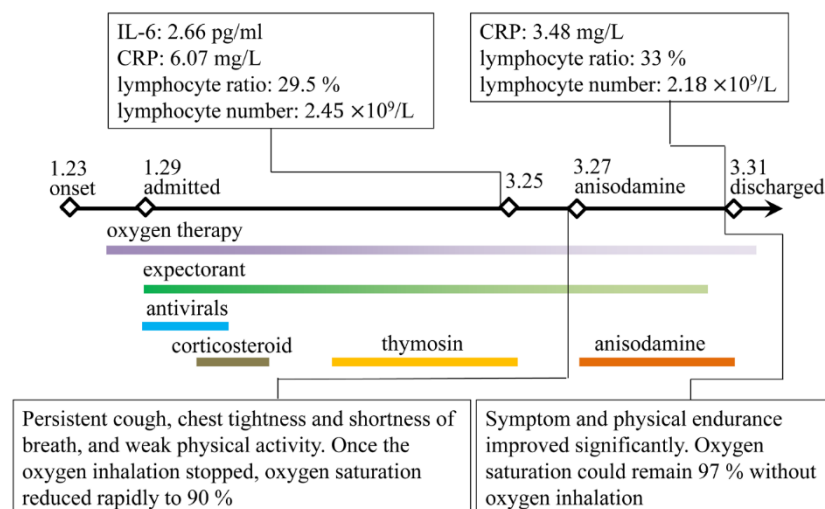 IL-6: 2.66 pg/ml
CRP: 6.07 mg/L
lymphocyte ratio: 29.5 %
lymphocyte number: 2.45 ×10⁹/L
CRP: 3.48 mg/L
lymphocyte ratio: 33 %
lymphocyte number: 2.18 ×10⁹/L
1.23
onset
1.29
admitted
3.25
3.27
anisodamine
3.31
discharged
oxygen therapy
expectorant
antivirals
corticosteroid
thymosin
anisodamine
Persistent cough, chest tightness and shortness of
breath, and weak physical activity. Once the
oxygen inhalation stopped, oxygen saturation
reduced rapidly to 90 %
Symptom and physical endurance
improved significantly. Oxygen
saturation could remain 97 % without
oxygen inhalation